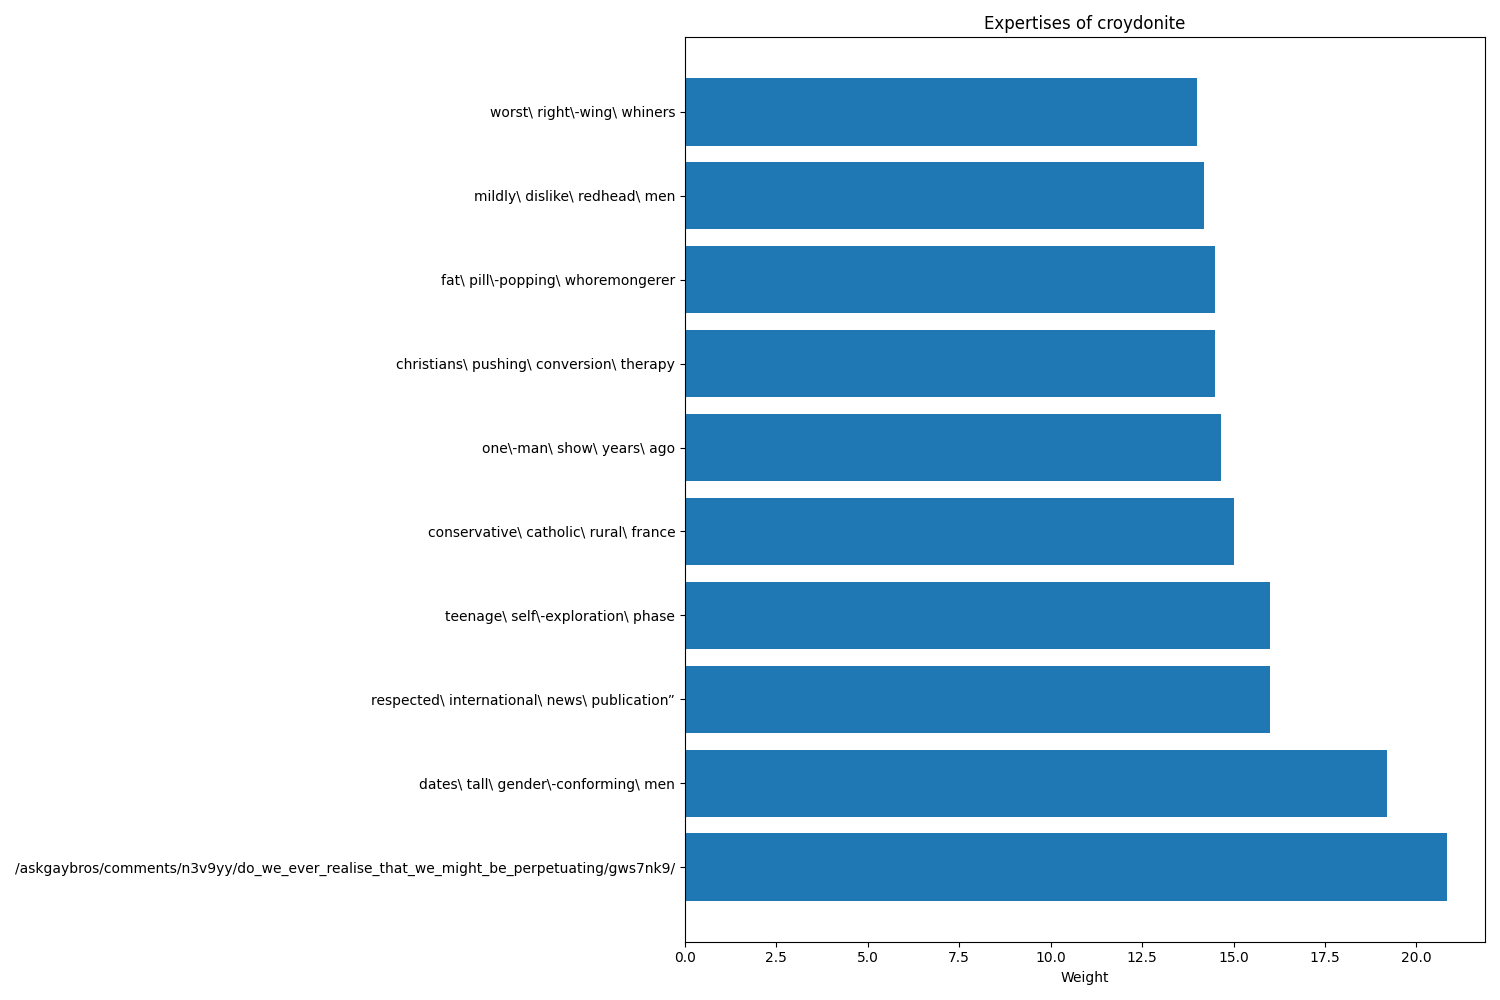 Expertises of croydonite
worst\ right\-wing\ whiners
mildly\ dislike\ redhead\ men
fat\ pill\-popping\ whoremongerer
christians\ pushing\ conversion\ therapy
one\-man\ show\ years\ ago
conservative\ catholic\ rural\ france
teenage\ self\-exploration\ phase
respected\ international\ news\ publication”
dates\ tall\ gender\-conforming\ men
/askgaybros/comments/n3v9yy/do_we_ever_realise_that_we_might_be_perpetuating/gws7nk9/
0.0 2.5 5.0 7.5 10.0 12.5 15.0 17.5 20.0
Weight